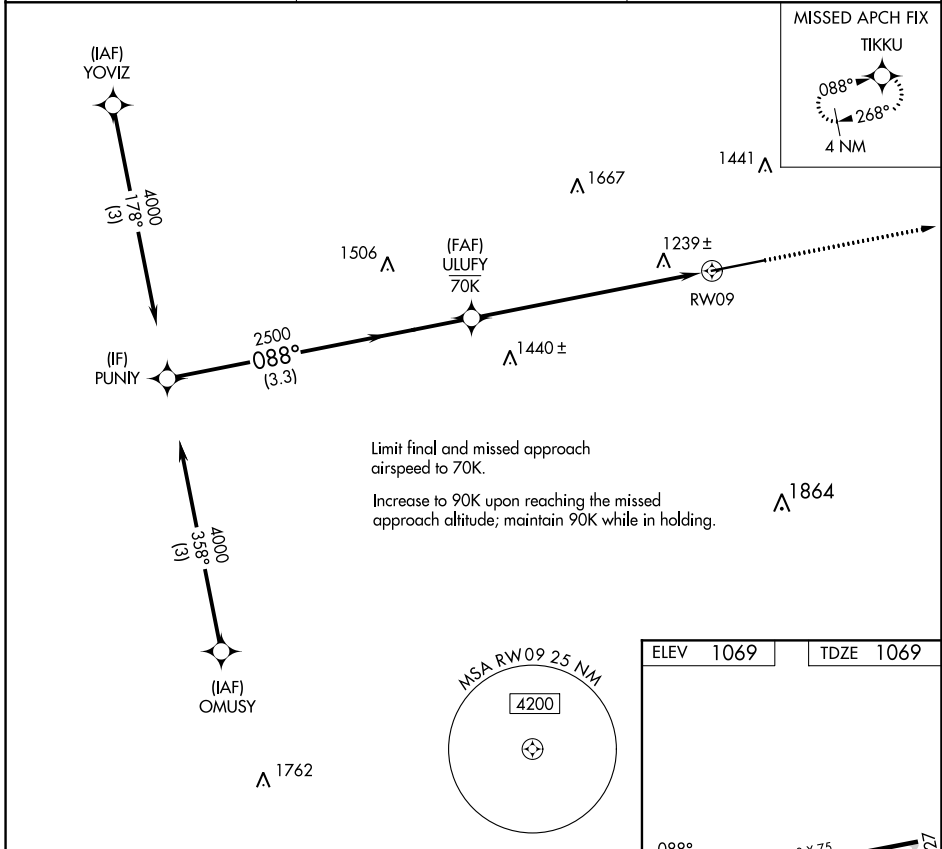 MISSED APCH FIX
TIKKU
088°
268°
4 NM
(IAF)
YOVIZ
4000
178°
(3)
1441
1667
1506
(FAF)
ULUFY
70K
1239 ±
RW09
2500
088°
(3.3)
(IF)
PUNIY
1440 ±
Limit final and missed approach
airspeed to 70K.
Increase to 90K upon reaching the missed
approach altitude; maintain 90K while in holding.
1864
4000
358°
(3)
(IAF)
OMUSY
1762
MSA RW09 25 NM
4200
ELEV 1069
TDZE 1069
27